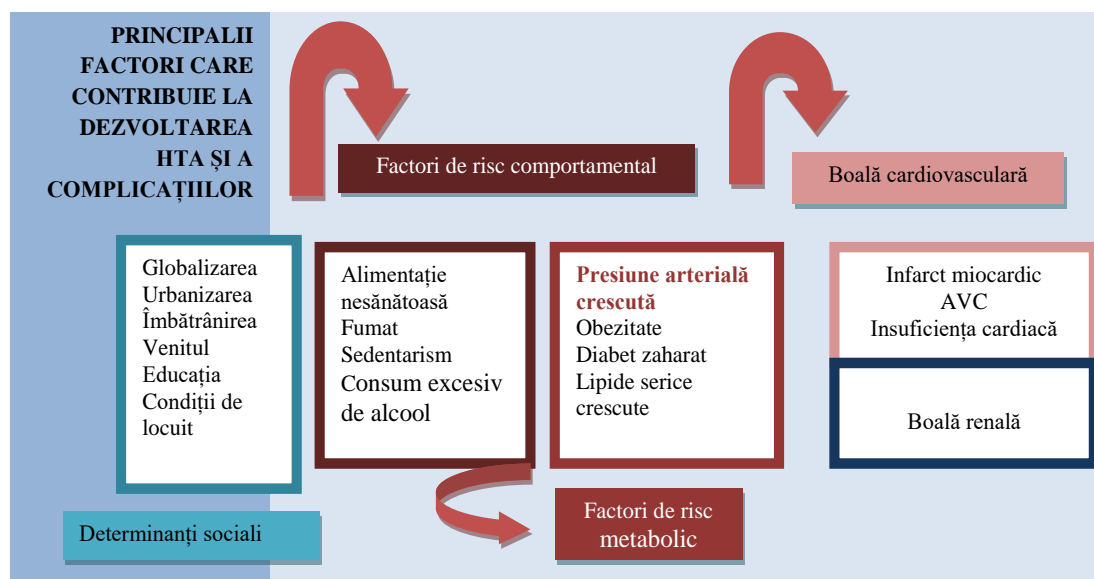 PRINCIPALII
FACTORI CARE
CONTRIBUIE LA
DEZVOLTAREA
HTA ȘI A
COMPLICAȚIILOR
Factori de risc comportamental
Boală cardiovasculară
Globalizarea
Urbanizarea
Îmbătrânirea
Venitul
Educația
Condiții de
locuit
Alimentație
nesănătoasă
Fumat
Sedentarism
Consum excesiv
de alcool
Presiune arterială
crescută
Obezitate
Diabet zaharat
Lipide serice
crescute
Infarct miocardic
AVC
Insuficiența cardiacă
Boală renală
Determinanți sociali
Factori de risc
metabolic